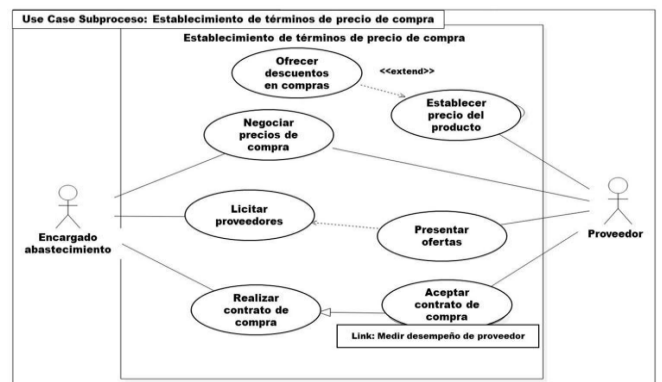 Use Case Subproceso: Establecimiento de términos de precio de compra
Establecimiento de términos de precio de compra
Ofrecer
descuentos
en compras
<<extend>>
Establecer
precio del
producto
Negociar
precios de
compra
Licitar
proveedores
Presentar
ofertas
Encargado
abastecimiento
Proveedor
Realizar
contrato de
compra
Aceptar
contrato de
compra
Link: Medir desempeño de proveedor